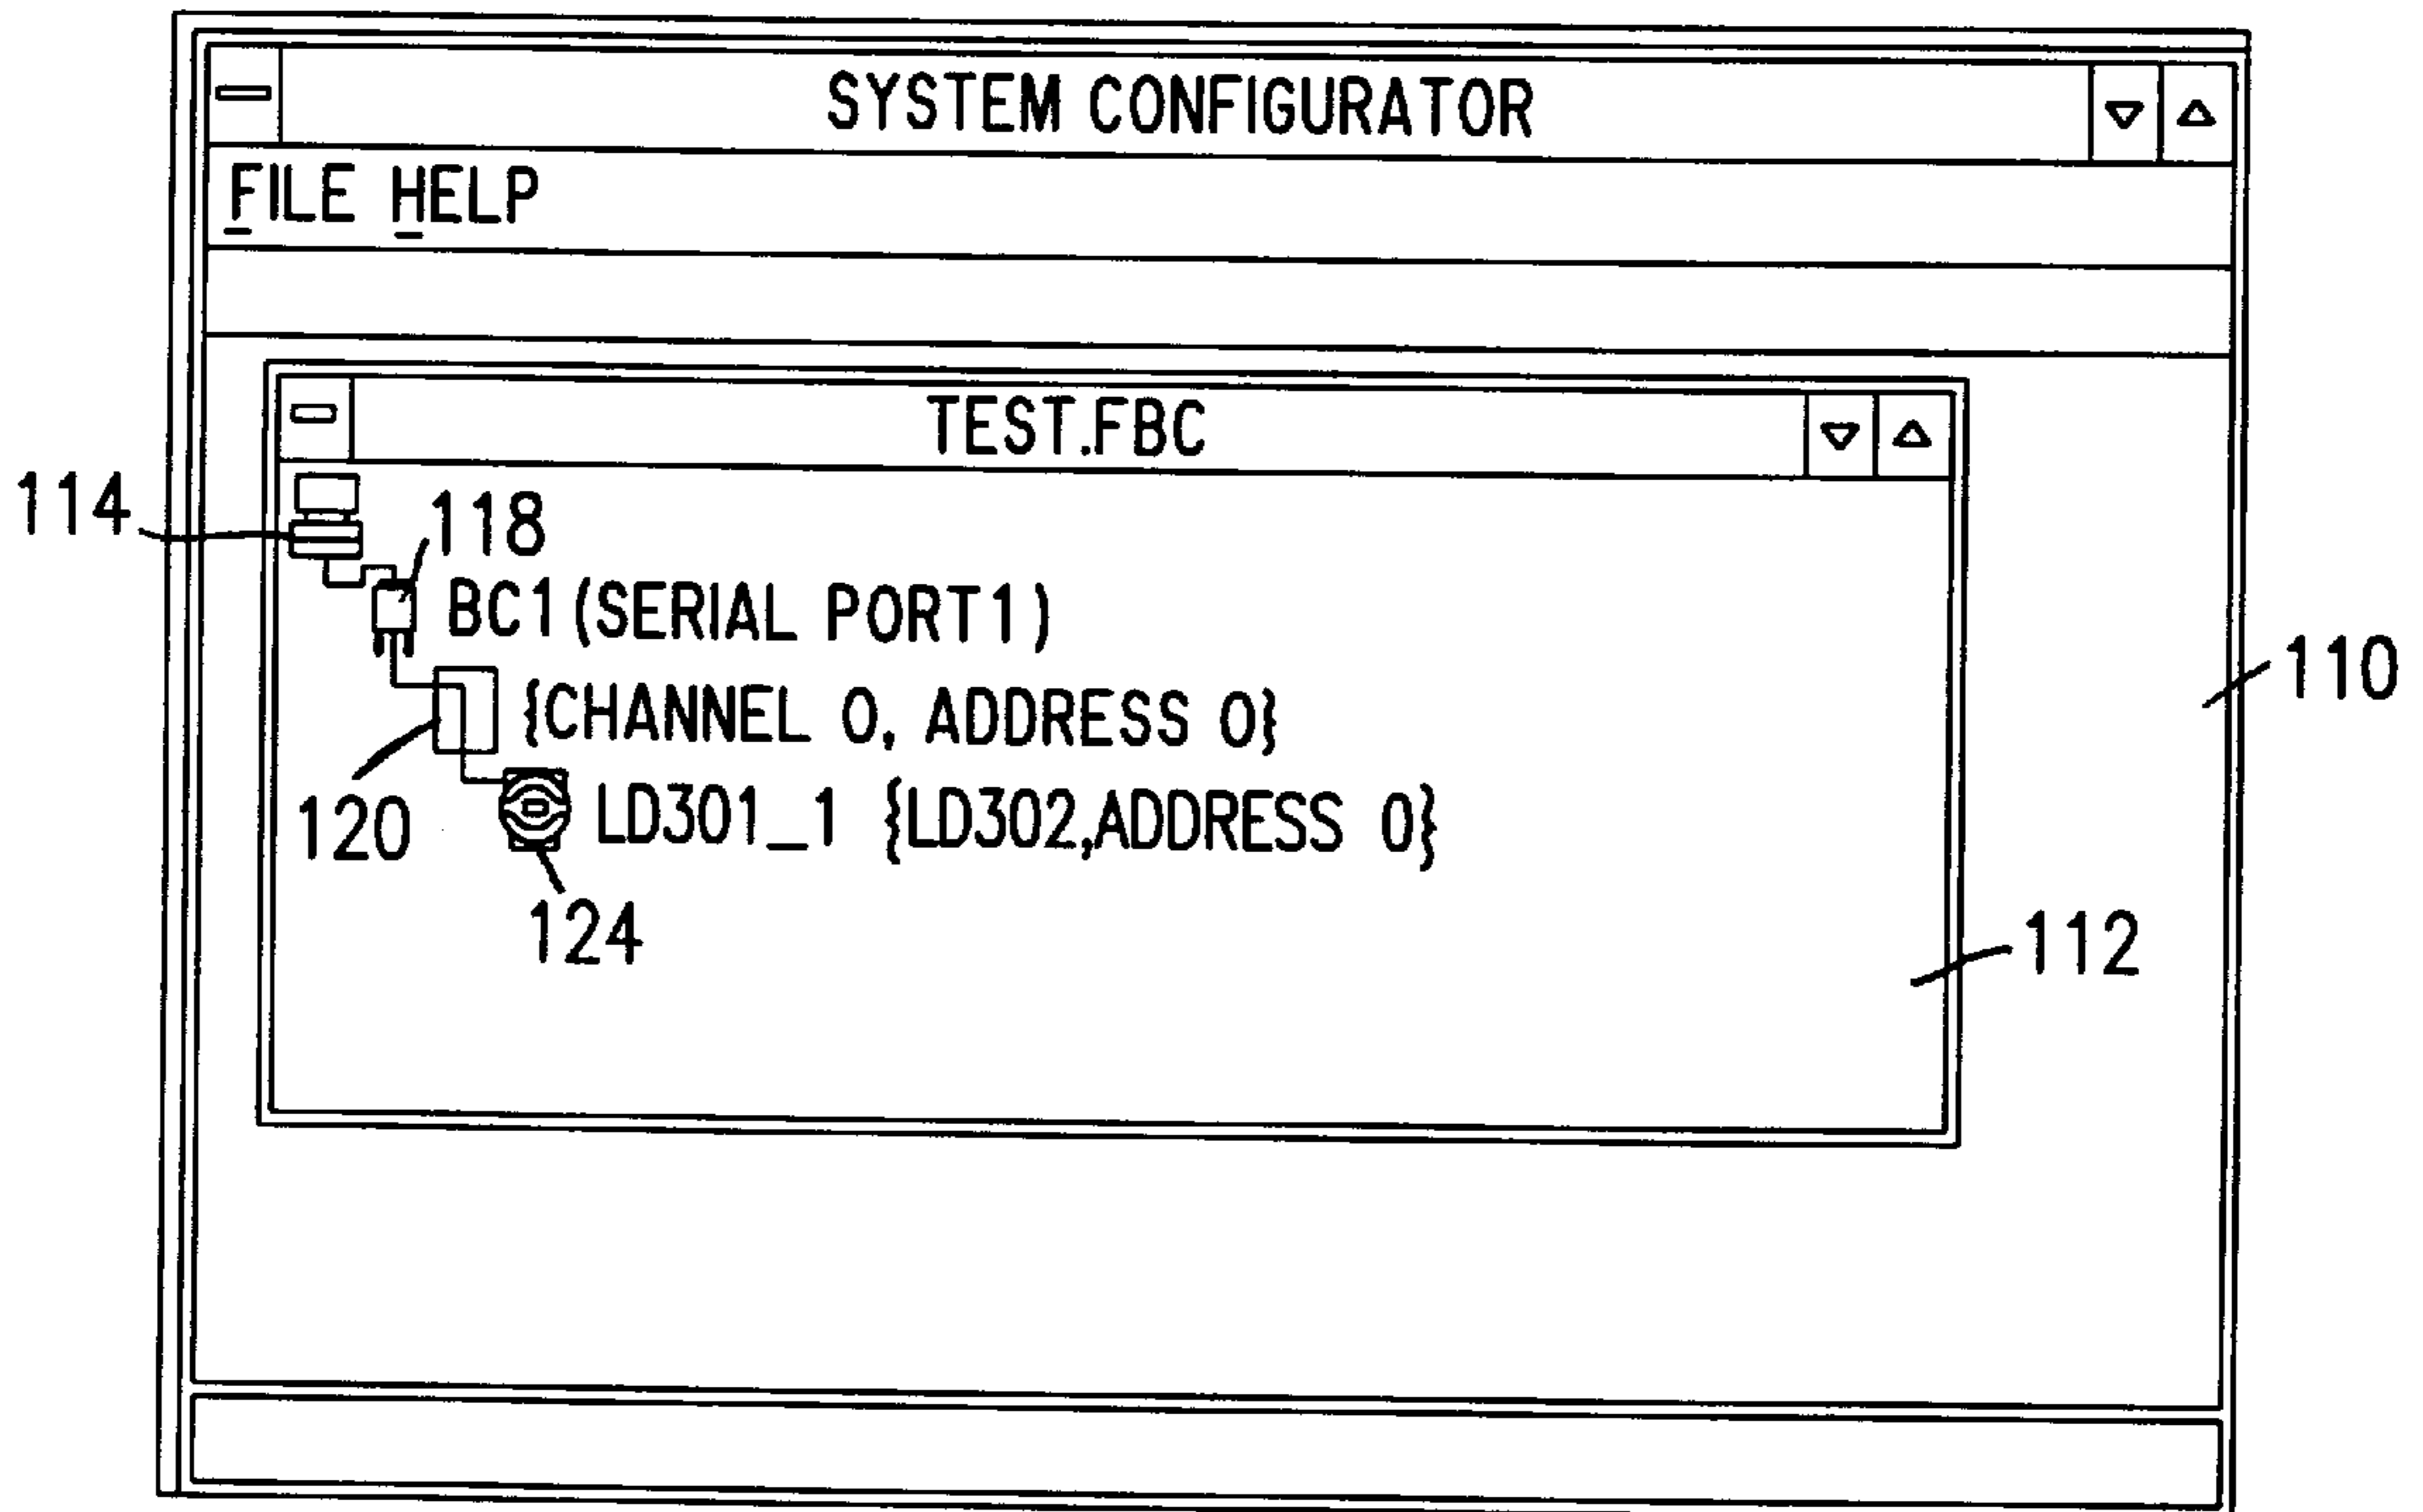 SYSTEM CONFIGURATOR
FILE HELP
TEST.FBC
114
118
BC1 (SERIAL PORT1)
110
{CHANNEL 0, ADDRESS 0}
120
LD301_1 {LD302,ADDRESS 0}
124
112